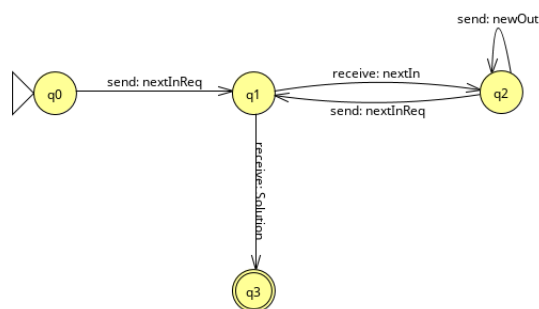 send: newOut
send: nextInReq
receive: nextIn
q0
q1
q2
send: nextInReq
receive: Solution
q3